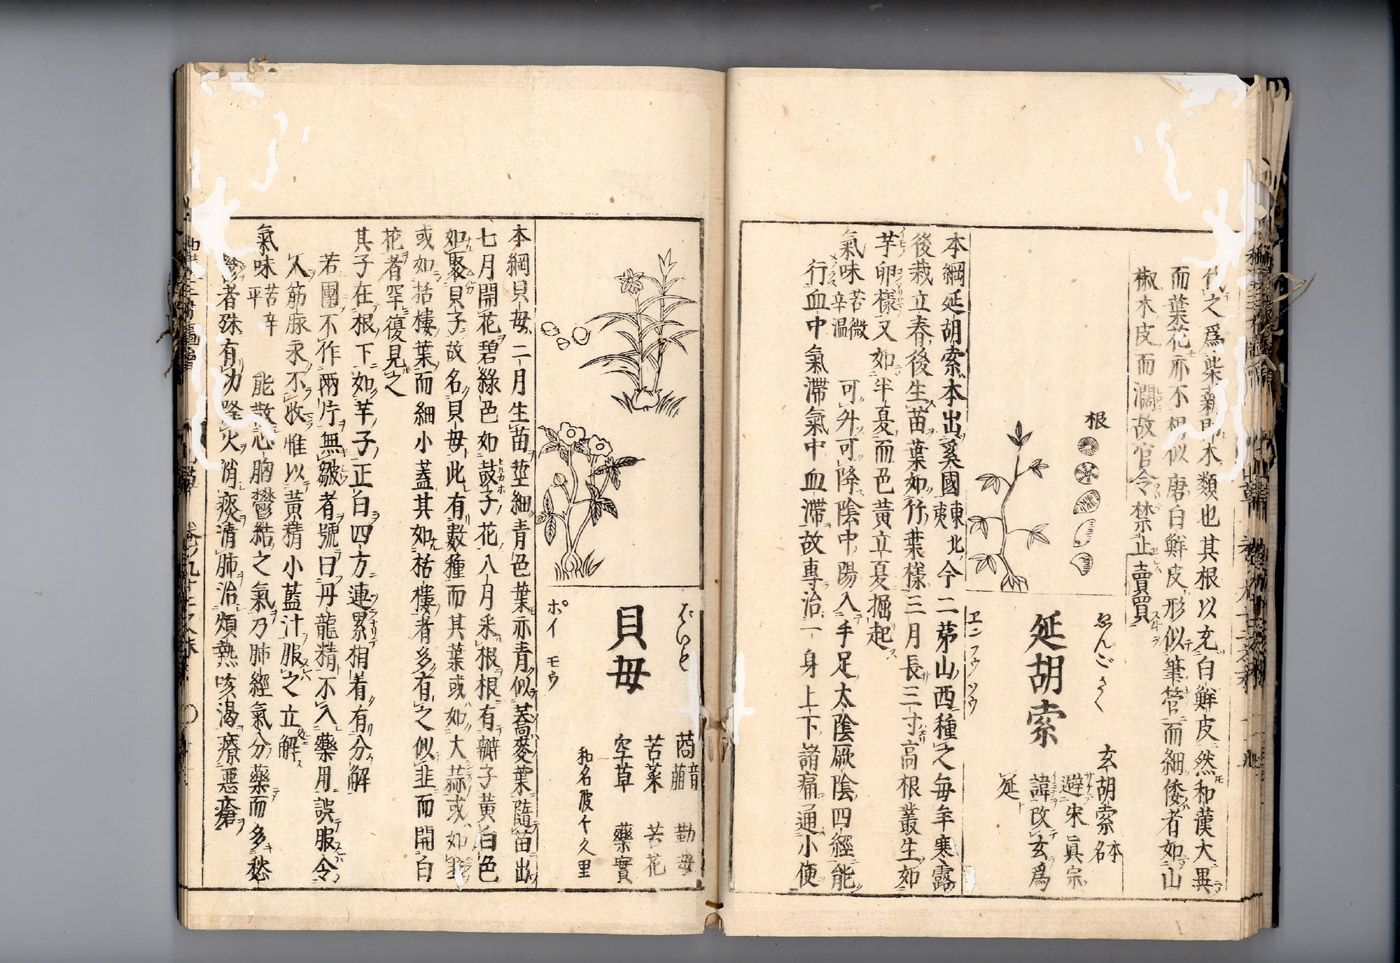 代之爲柴薪即木類也其根以充白鮮皮然和漢大異
而葉花亦不相似唐白鮮皮形似筆管而細倭者如山
椒木皮而濶故官令禁止賣買
根
ゑんごさく
延胡索
エンフウソウ
玄胡索 本名
避宋眞宗
諱改玄爲
延
本綱延胡索本出奚國 東北夷 今二茅山西種之毎年寒露
後栽立春後生苗葉如竹葉樣三月長三寸高根叢生如
芋卵樣又如半夏而色黃立夏掘起
氣味 苦微辛温 可外可降陰中陽入手足太陰厥陰四經能
行血中氣滯氣中血滯故專治一身上下諸痛通小便
ばいも
貝母
ポイ モウ
苘 音萠
勤母
苦菜 苦花
空草 藥實
和名波々久里
本綱貝母二月生苗莖細青色葉亦青似蕎麥葉隨苗出
七月開花碧綠色如鼓子花八月采根根有瓣子黃白色
如聚貝子故名貝母此有數種而其葉或如大蒜或如
或如括樓葉而細小蓋其如栝樓者多有之似韭而開白
花者罕復見之
其子在根下如芋子正白四方連累相着有分解
若團不作兩片無皺者號曰丹龍精不入藥用誤服令
人筋脉永不收惟以黃精小藍汁服之立解
氣味 平苦辛 能散心胸鬱結之氣乃肺經氣分藥而多愁
者殊有功降火消痰清肺治煩熱咳渴療惡瘡